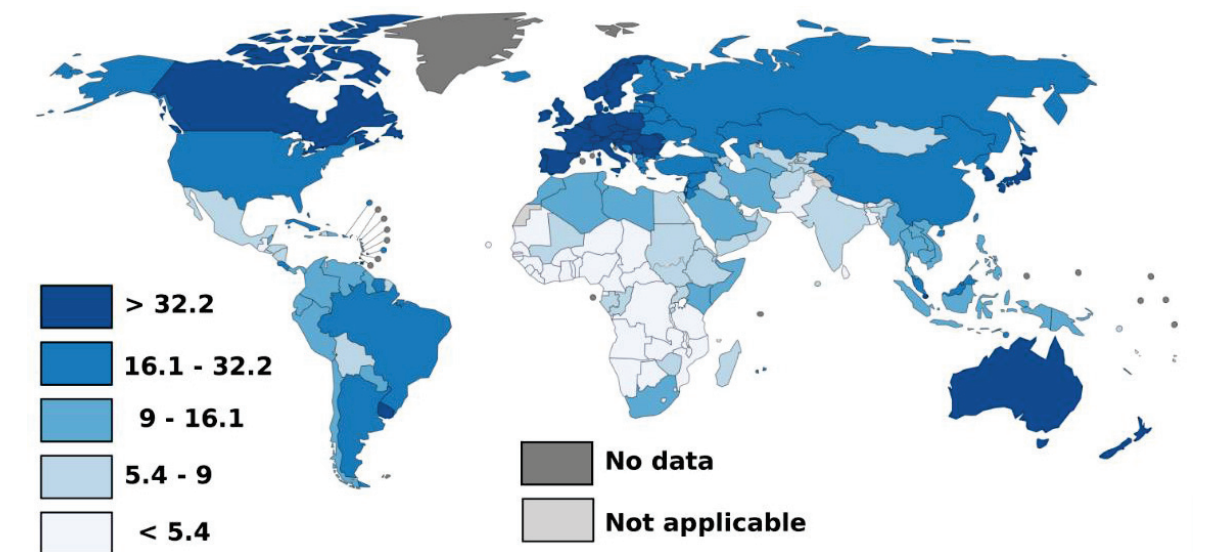 > 32.2
16.1 - 32.2
9 - 16.1
5.4 - 9
< 5.4
No data
Not applicable